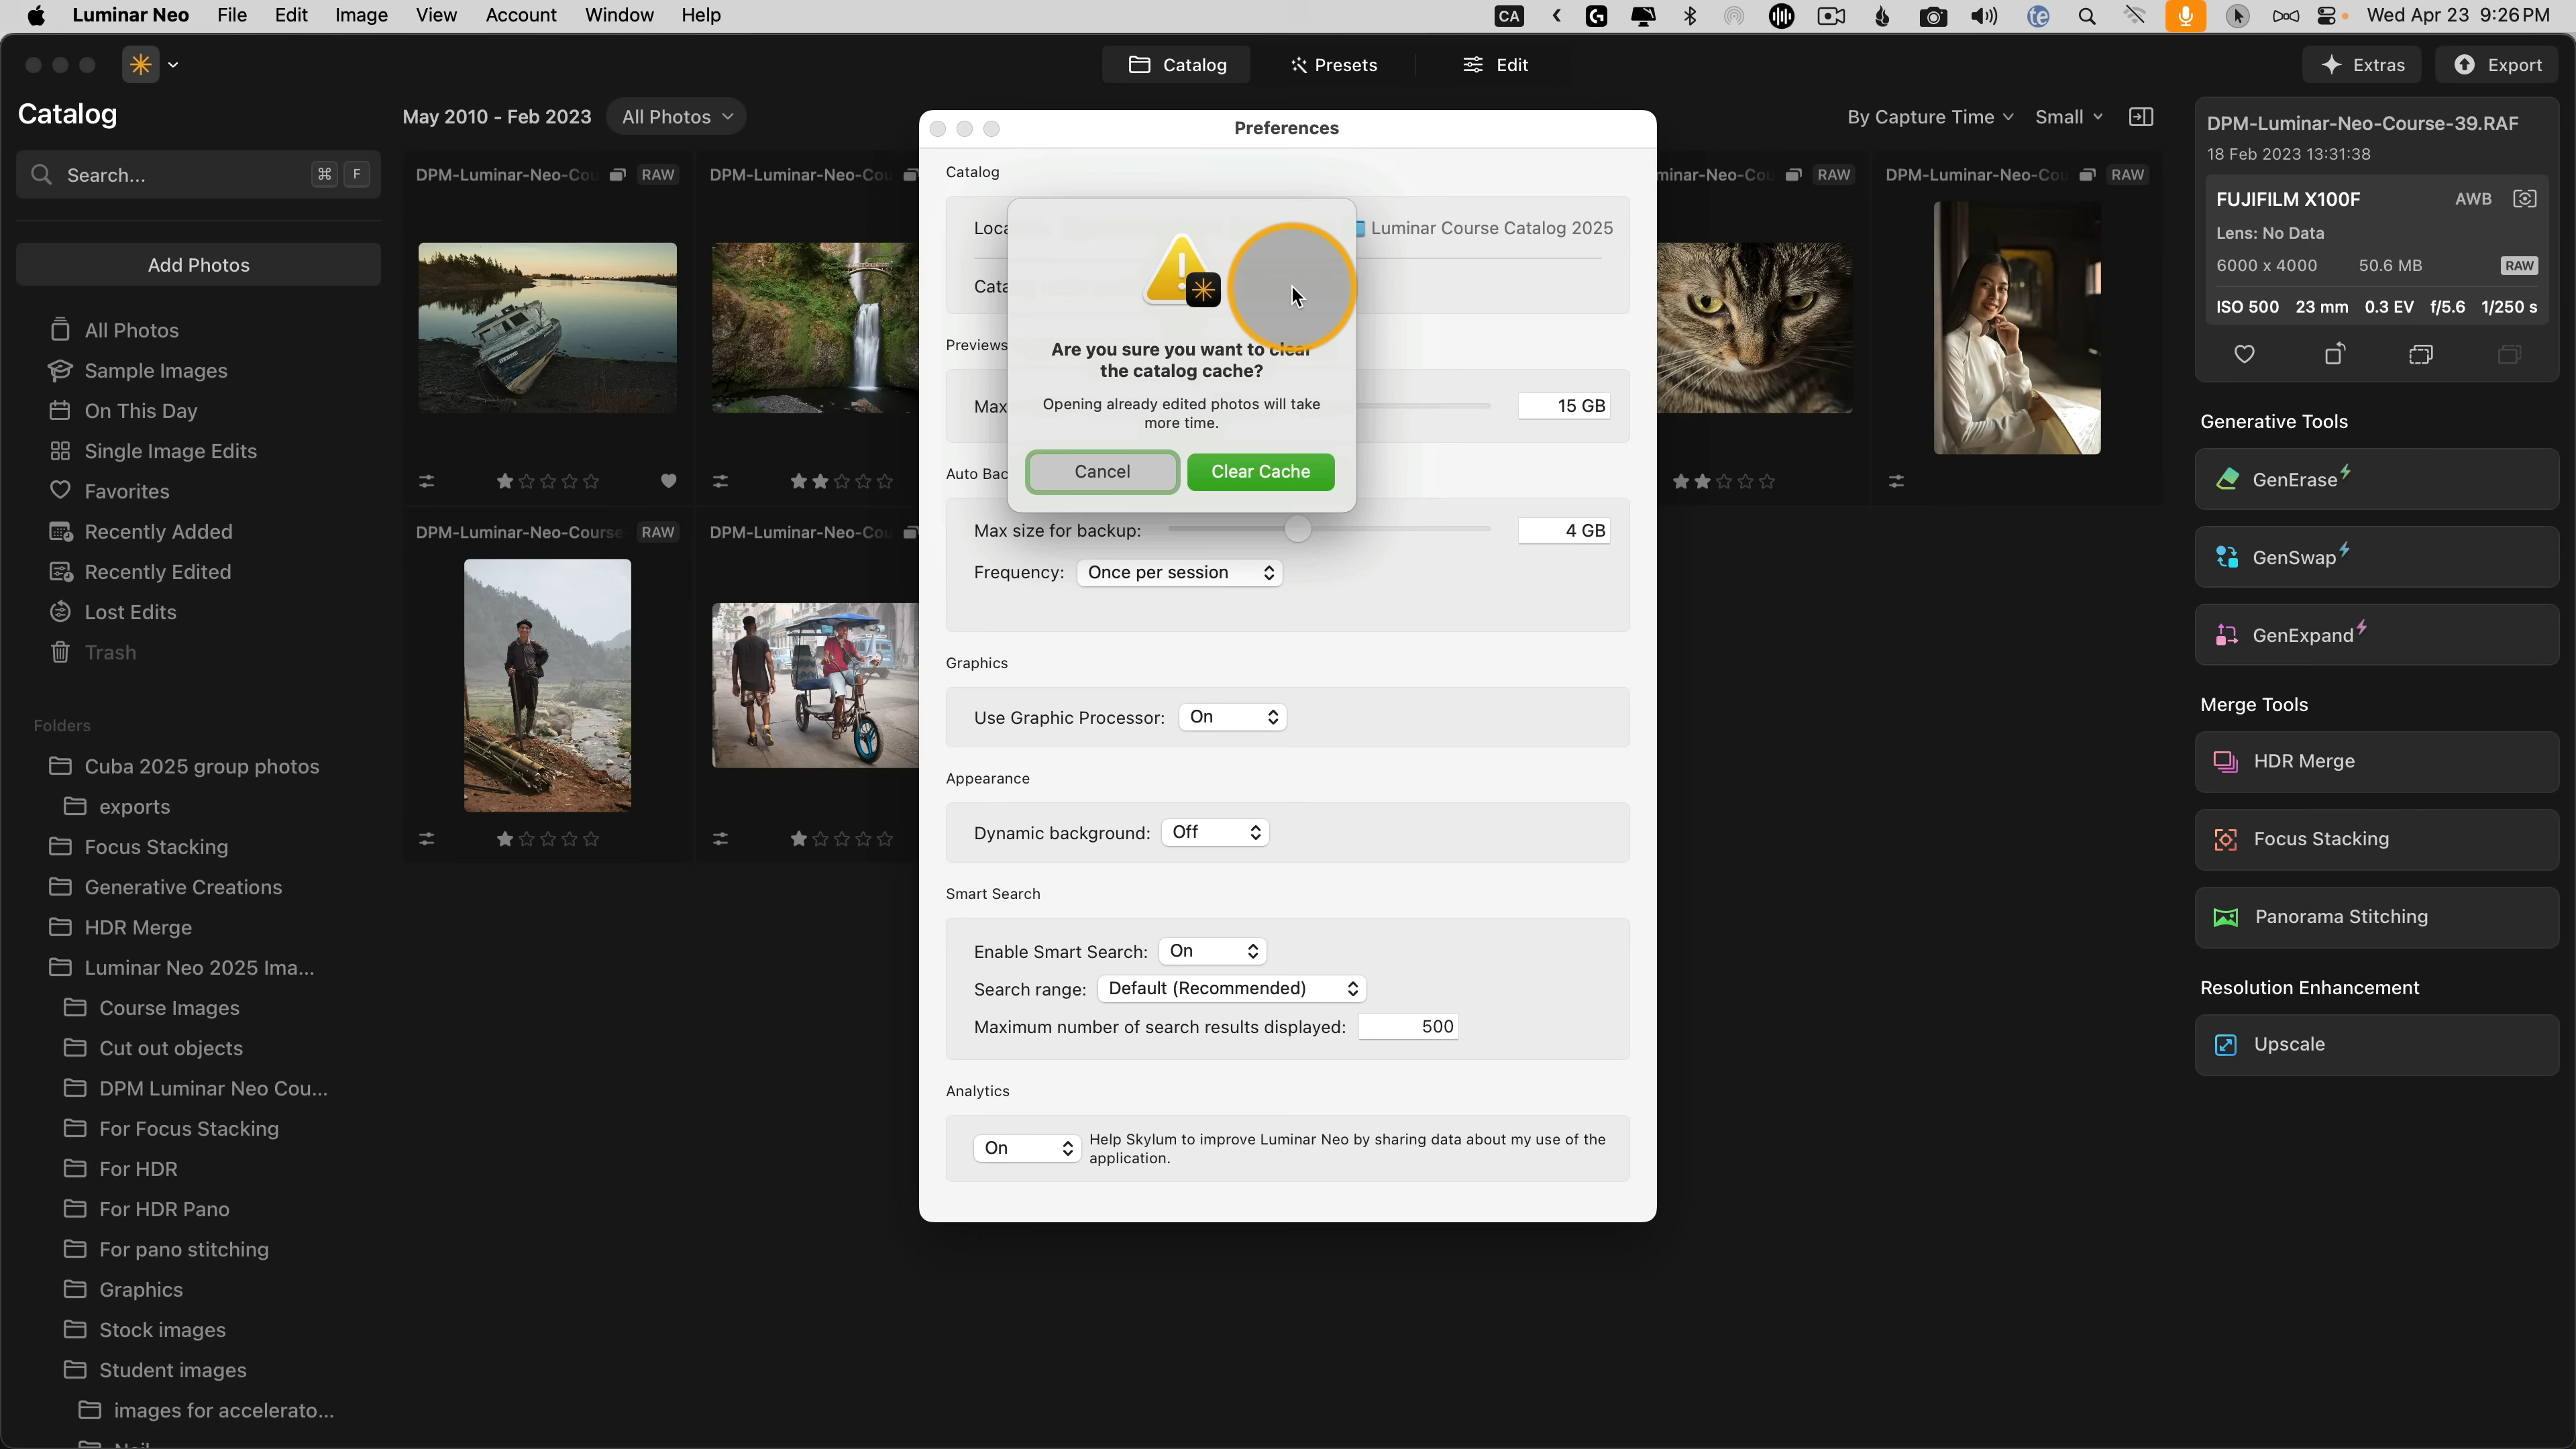 Luminar Neo File Edit Image View Account Window Help
CA
Wed Apr 23 9:26 PM
Catalog Presets Edit
Extras Export
Catalog
May 2010 - Feb 2023 All Photos
By Capture Time Small
Search... ⌘ F
Add Photos
All Photos
Sample Images
On This Day
Single Image Edits
Favorites
Recently Added
Recently Edited
Lost Edits
Trash
Folders
Cuba 2025 group photos
exports
Focus Stacking
Generative Creations
HDR Merge
Luminar Neo 2025 Ima...
Course Images
Cut out objects
DPM Luminar Neo Cou...
For Focus Stacking
For HDR
For HDR Pano
For pano stitching
Graphics
Stock images
Student images
images for accelerato...
DPM-Luminar-Neo-Cou RAW
DPM-Luminar-Neo-Cou
minar-Neo-Cou RAW
DPM-Luminar-Neo-Cou RAW
DPM-Luminar-Neo-Course RAW
DPM-Luminar-Neo-Cou
Preferences
Catalog
Loca
Luminar Course Catalog 2025
Cata
Previews
Max
15 GB
Auto Bac
Are you sure you want to clear
the catalog cache?
Opening already edited photos will take
more time.
Cancel Clear Cache
Max size for backup: 4 GB
Frequency: Once per session
Graphics
Use Graphic Processor: On
Appearance
Dynamic background: Off
Smart Search
Enable Smart Search: On
Search range: Default (Recommended)
Maximum number of search results displayed: 500
Analytics
On
Help Skylum to improve Luminar Neo by sharing data about my use of the
application.
DPM-Luminar-Neo-Course-39.RAF
18 Feb 2023 13:31:38
FUJIFILM X100F AWB
Lens: No Data
6000 x 4000 50.6 MB RAW
ISO 500 23 mm 0.3 EV f/5.6 1/250 s
Generative Tools
GenErase
GenSwap
GenExpand
Merge Tools
HDR Merge
Focus Stacking
Panorama Stitching
Resolution Enhancement
Upscale